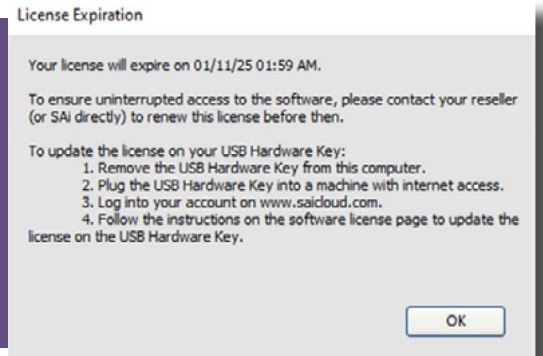 License Expiration
Your license will expire on 01/11/25 01:59 AM.
To ensure uninterrupted access to the software, please contact your reseller
(or SAi directly) to renew this license before then.
To update the license on your USB Hardware Key:
1. Remove the USB Hardware Key from this computer.
2. Plug the USB Hardware Key into a machine with internet access.
3. Log into your account on www.saicloud.com.
4. Follow the instructions on the software license page to update the
license on the USB Hardware Key.
OK